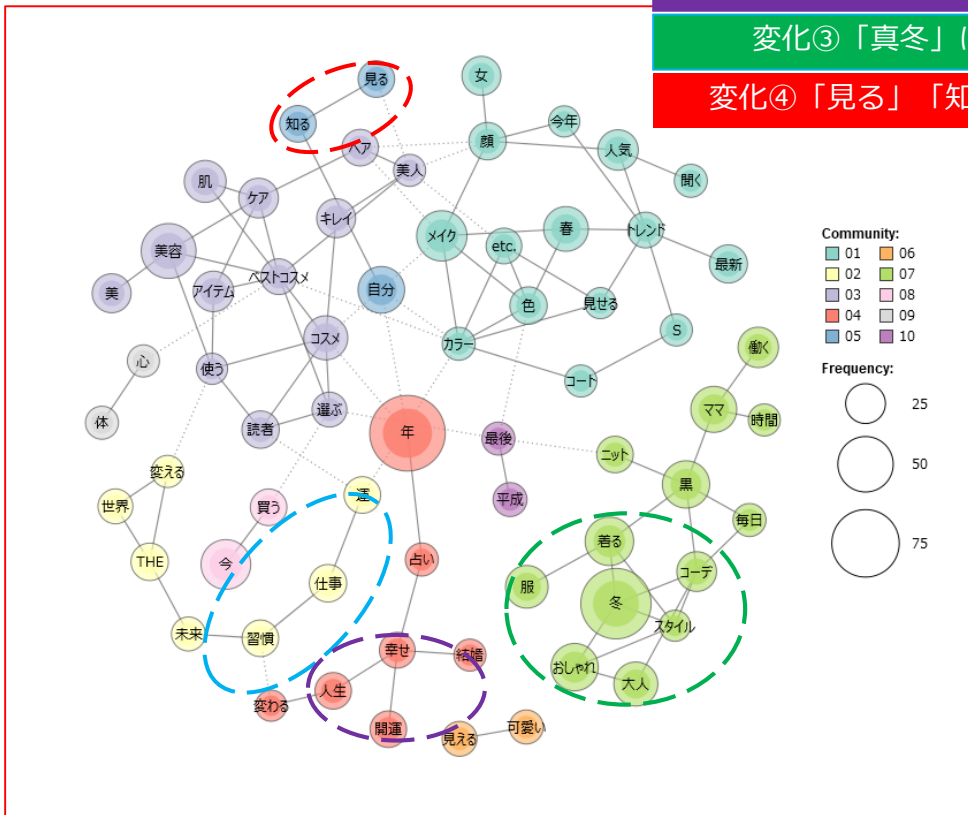 変化③「真冬」に
変化④「見る」「知
見る
女
知る
今年
顔
人気
ヘア
美人
聞く
肌
ケア
キレイ
メイク
春
トレンド
美容
etc.
最新
ベストコスメ
美
アイテム
自分
色
見せる
S
コスメ
カラー
働く
心
使う
コート
体
読者
選ぶ
年
最後
ママ
時間
ニット
変える
世界
買う
運
平成
黒
毎日
THE
今
仕事
占い
着る
コーデ
服
冬
スタイル
未来
習慣
幸せ
結婚
おしゃれ
大人
変わる
人生
開運
見える
可愛い
Community:
01 06
02 07
03 08
04 09
05 10
Frequency:
25
50
75